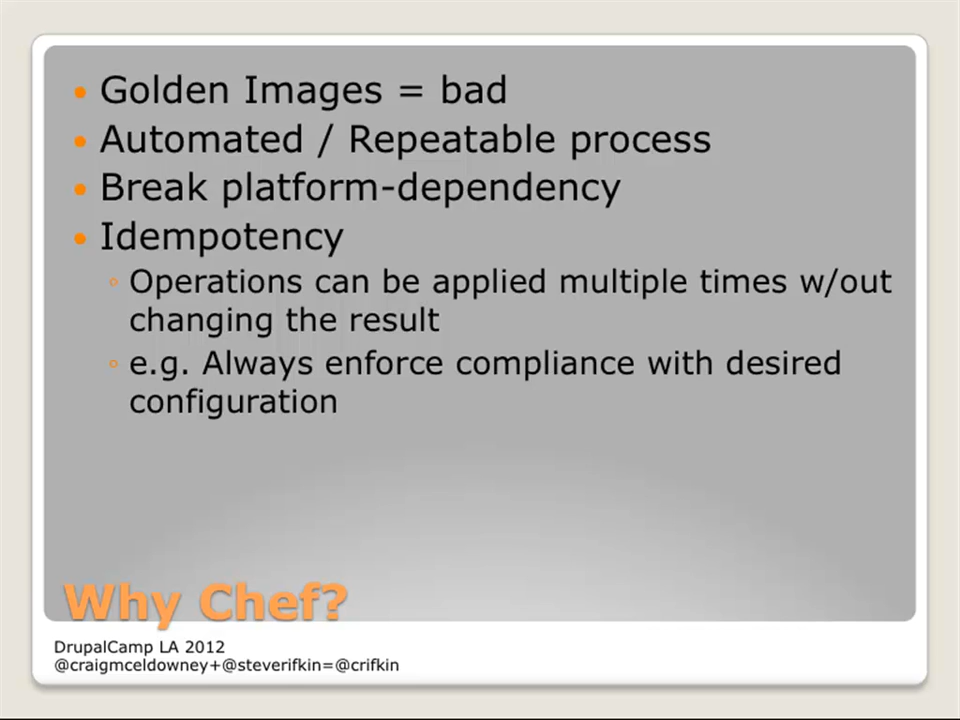 Golden Images = bad
Automated / Repeatable process
Break platform-dependency
Idempotency
Operations can be applied multiple times w/out
changing the result
e.g. Always enforce compliance with desired
configuration
Why Chef?
DrupalCamp LA 2012
@craigmceldowney+@steverifkin=@crifkin